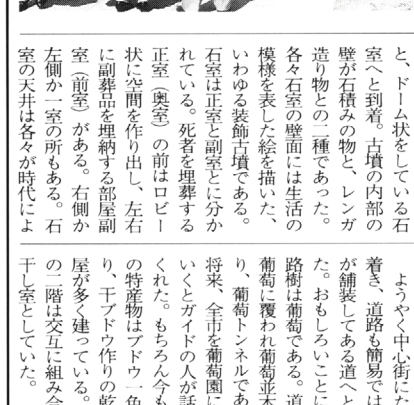 と、ドーム状をしている石
室へと到着。古墳の内部の
壁が石積みの物と、レンガ
造り物との二種であった。
各々石室の壁面には生活の
模様を表した絵を描いた、
いわゆる装飾古墳である。
石室は正室と副室とに分か
れている。死者を埋葬する
正室（奥室）の前はロビー
状に空間を作り出し、左右
に副葬品を埋納する部屋副
室（前室）がある。右側か
左側か一室の所もある。石
室の天井は各々が時代によ
ようやく中心街にた
着き、道路も簡易では
が舗装してある道へと
た。おもしろいことに
路樹は葡萄である。道
葡萄に覆われ葡萄並木
り、葡萄トンネルであ
将来、全市を葡萄園に
いくとガイドの人が話
くれた。もちろん今も
の特産物はブドウ一色
り、干ブドウ作りの乾
屋が多く建っている。
の二階は交互に組み合
干し室としていた。